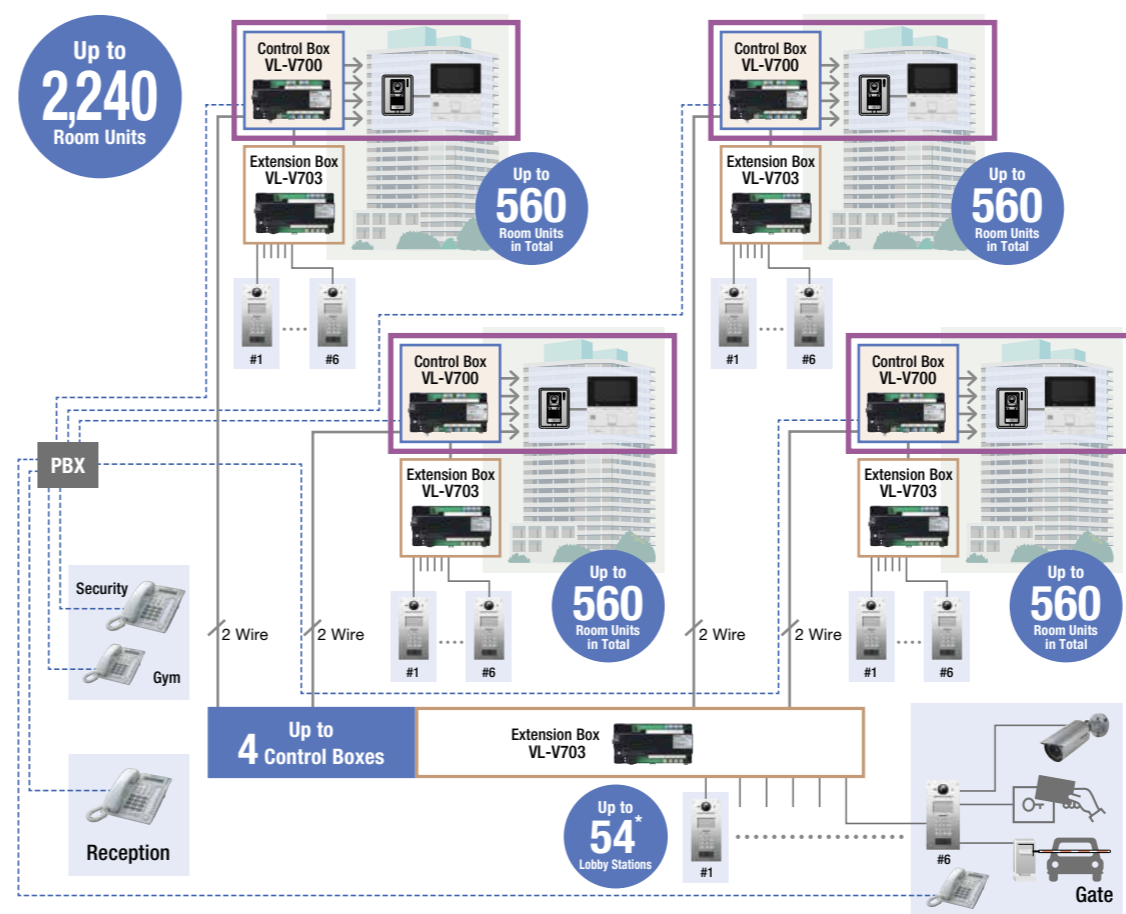 Up to
2,240
Room Units
Control Box
VL-V700
Extension Box
VL-V703
Up to
560
Room Units
in Total
#1
#6
Control Box
VL-V700
Extension Box
VL-V703
Up to
560
Room Units
in Total
#1
#6
Control Box
VL-V700
Extension Box
VL-V703
Up to
560
Room Units
in Total
#1
#6
Control Box
VL-V700
Extension Box
VL-V703
Up to
560
Room Units
in Total
#1
#6
PBX
Security
Gym
Reception
2 Wire
2 Wire
2 Wire
2 Wire
Up to
4 Control Boxes
Extension Box
VL-V703
Up to
54*
Lobby Stations
#1
#6
Gate